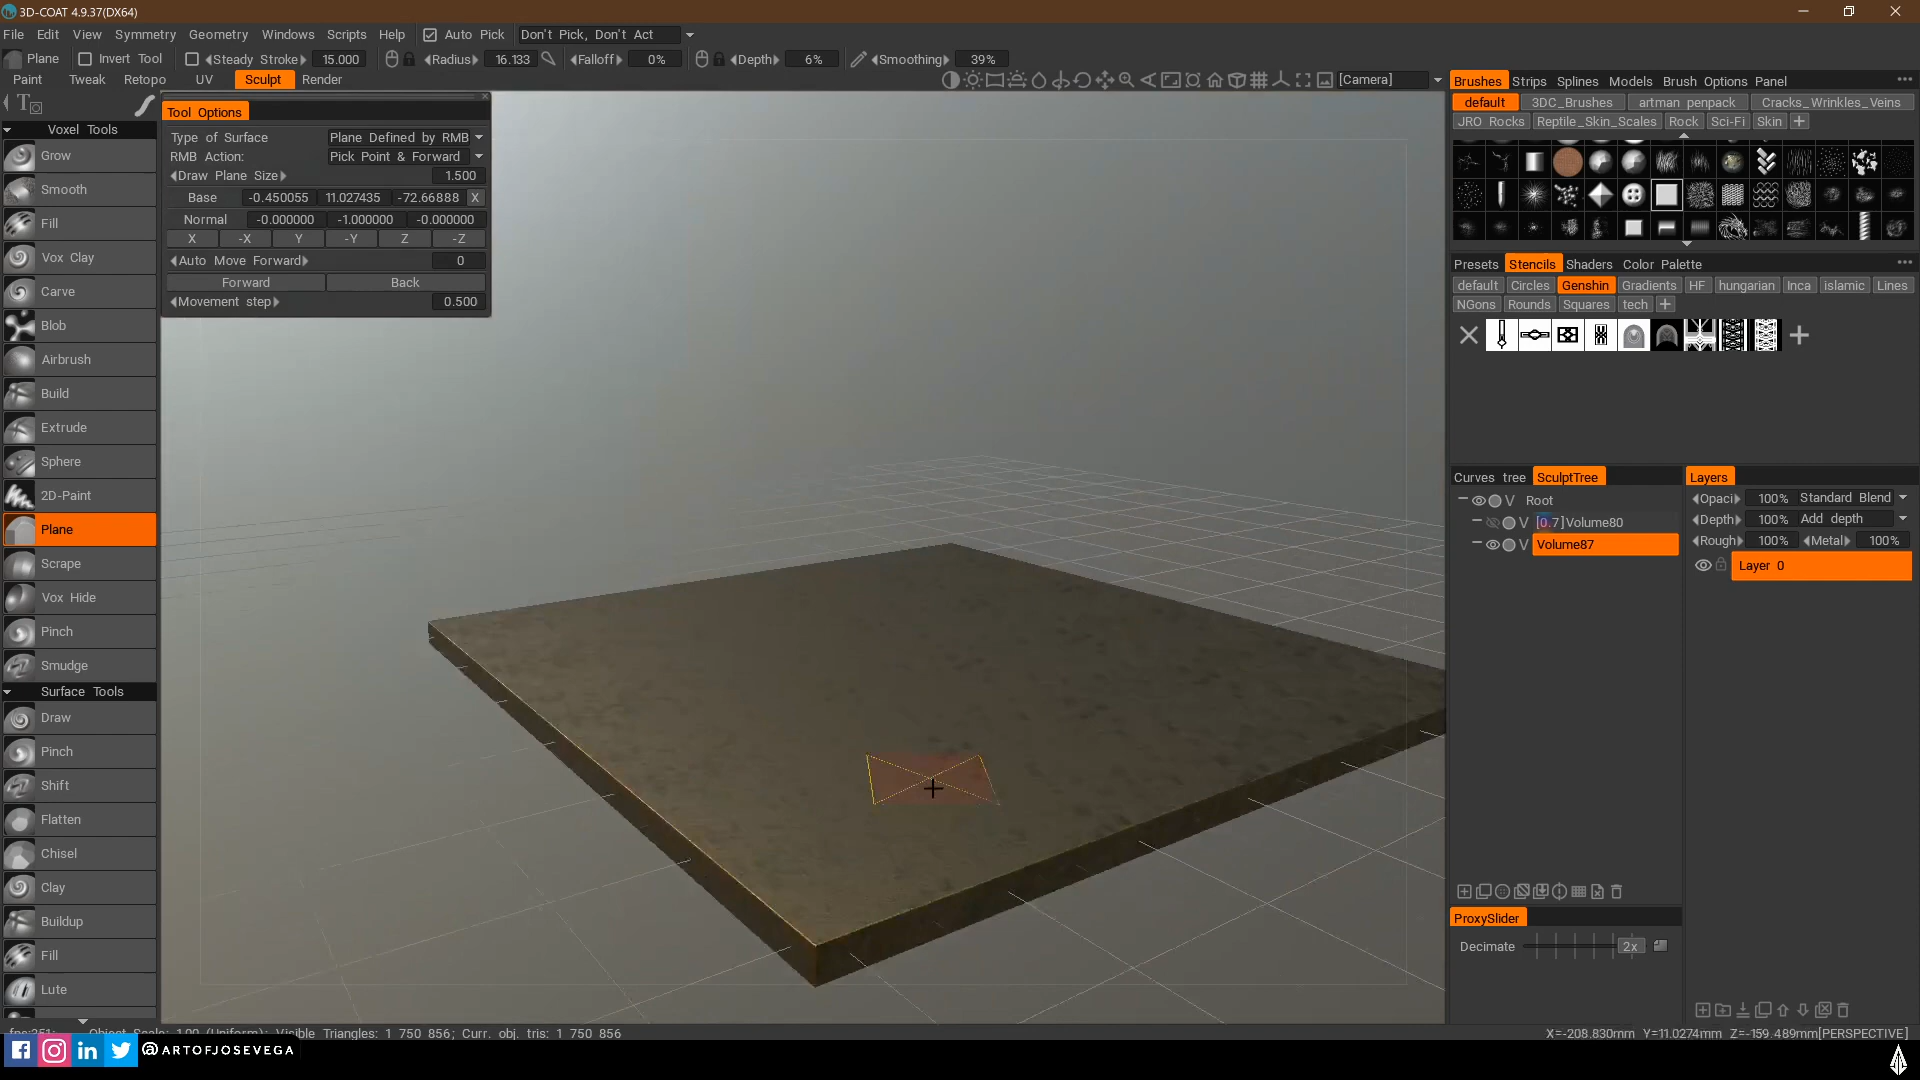 3D-COAT 4.9.37(DX64)
File Edit View Symmetry Geometry Windows Scripts Help Auto Pick Don't Pick, Don't Act
Plane Invert Tool Steady Stroke 15.000 Radius 16.133 Falloff 0% Depth 6% Smoothing 39%
Paint Tweak Retopo UV Sculpt Render [Camera]
Voxel Tools
Grow
Smooth
Fill
Vox Clay
Carve
Blob
Airbrush
Build
Extrude
Sphere
2D-Paint
Plane
Scrape
Vox Hide
Pinch
Smudge
Surface Tools
Draw
Pinch
Shift
Flatten
Chisel
Clay
Buildup
Fill
Lute
Tool Options
Type of Surface Plane Defined by RMB
RMB Action: Pick Point & Forward
Draw Plane Size 1.500
Base -0.450055 11.027435 -72.66888 X
Normal -0.000000 -1.000000 -0.000000
X -X Y -Y Z -Z
Auto Move Forward 0
Forward Back
Movement step 0.500
Brushes Strips Splines Models Brush Options Panel
default 3DC_Brushes artman penpack Cracks_Wrinkles_Veins
JRO Rocks Reptile_Skin_Scales Rock Sci-Fi Skin +
Presets Stencils Shaders Color Palette
default Circles Genshin Gradients HF hungarian Inca islamic Lines
NGons Rounds Squares tech +
Curves tree SculptTree
V Root
V [0.7]Volume80
V Volume87
Layers
Opaci 100% Standard Blend
Depth 100% Add depth
Rough 100% Metal 100%
Layer 0
ProxySlider
Decimate 2x
Object Scale: 1.00 (Uniform); Visible Triangles: 1 750 856; Curr. obj. tris: 1 750 856
X=-208.830mm Y=11.0274mm Z=-159.489mm[PERSPECTIVE]
@ARTOFJOSEVEGA